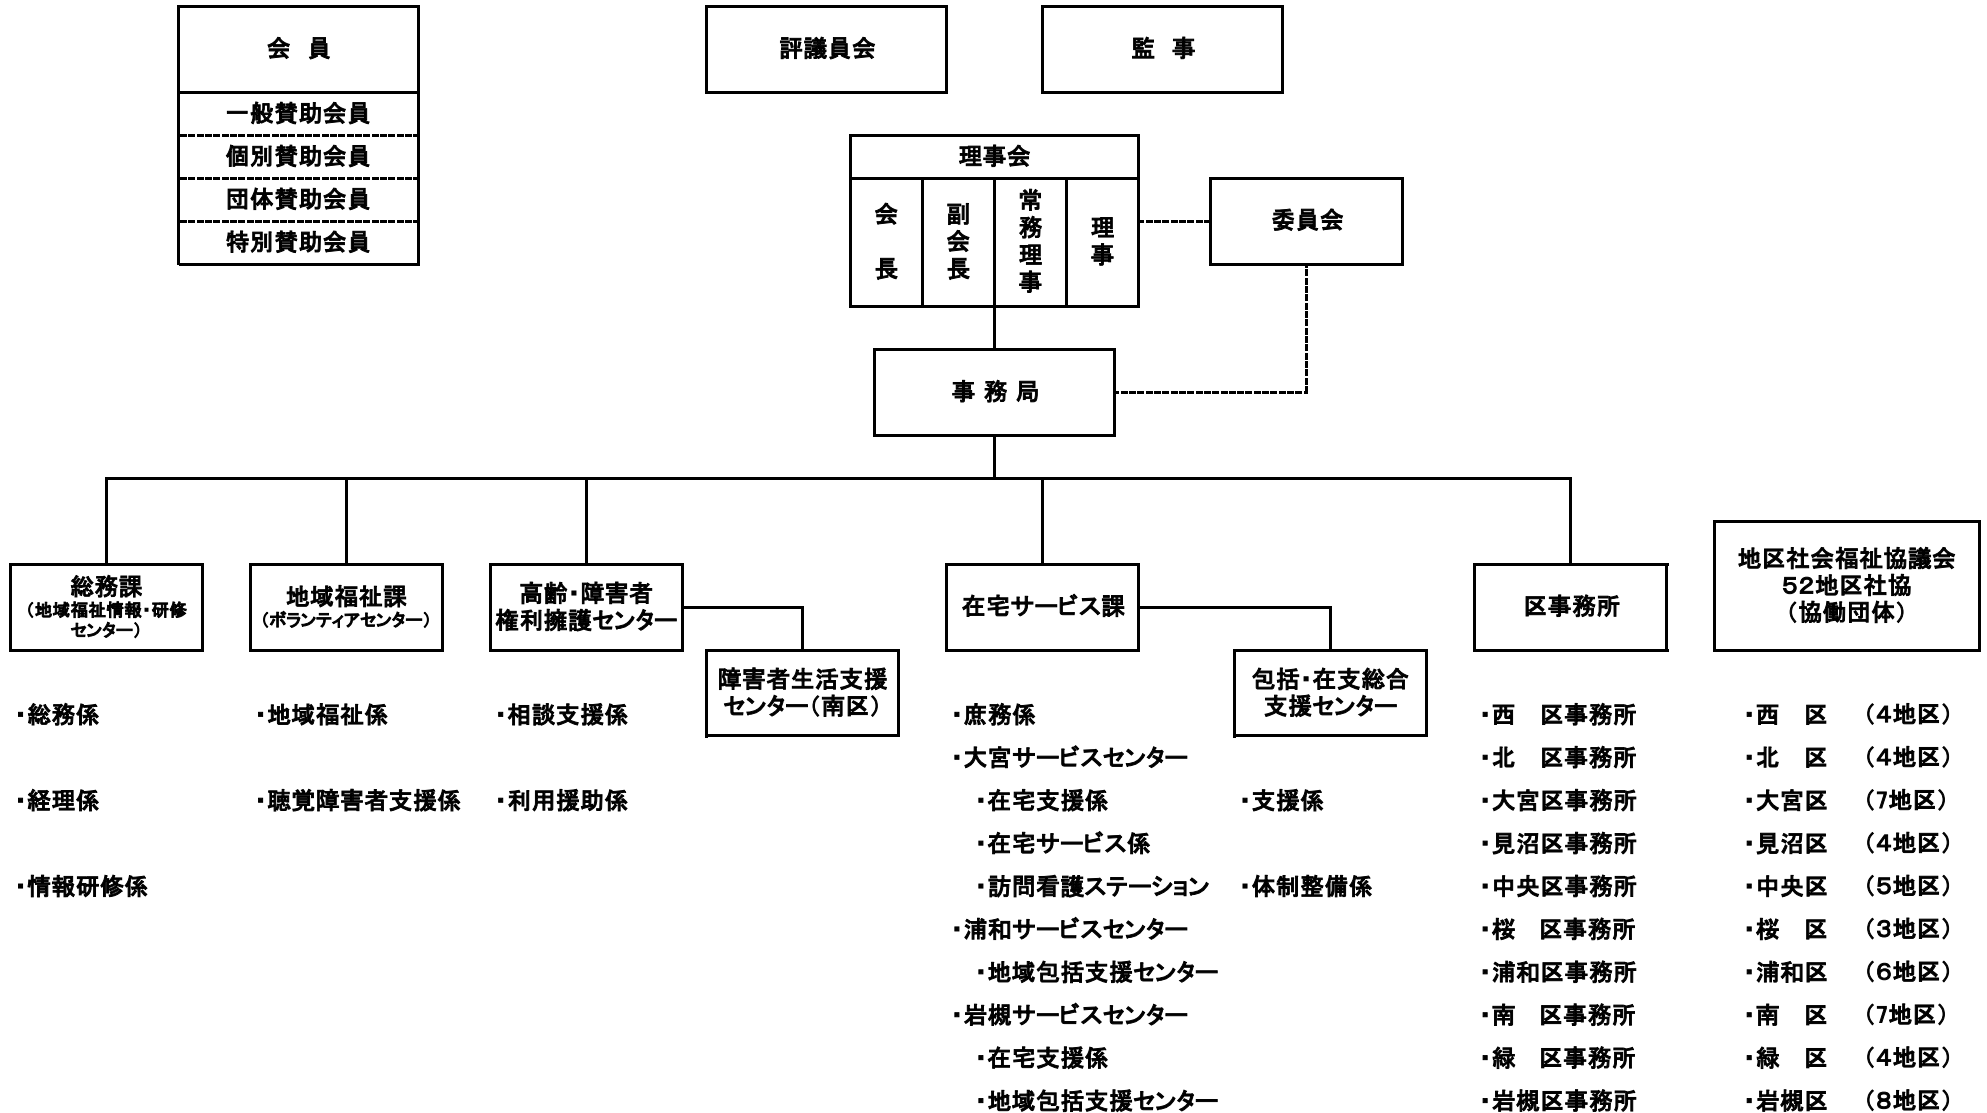 会 員
一般賛助会員
個別賛助会員
団体賛助会員
特別賛助会員
評議員会
監 事
理事会
会長
副会長
常務理事
理事
委員会
事 務 局
総務課
（地域福祉情報・研修
センター）
・総務係
・経理係
・情報研修係
地域福祉課
（ボランティアセンター）
・地域福祉係
・聴覚障害者支援係
高齢・障害者
権利擁護センター
・相談支援係
・利用援助係
障害者生活支援
センター（南区）
在宅サービス課
・庶務係
・大宮サービスセンター
・在宅支援係
・在宅サービス係
・訪問看護ステーション
・浦和サービスセンター
・地域包括支援センター
・岩槻サービスセンター
・在宅支援係
・地域包括支援センター
包括・在支総合
支援センター
・支援係
・体制整備係
区事務所
・西　区事務所
・北　区事務所
・大宮区事務所
・見沼区事務所
・中央区事務所
・桜　区事務所
・浦和区事務所
・南　区事務所
・緑　区事務所
・岩槻区事務所
地区社会福祉協議会
５２地区社協
（協働団体）
・西　区　（４地区）
・北　区　（４地区）
・大宮区　（７地区）
・見沼区　（４地区）
・中央区　（５地区）
・桜　区　（３地区）
・浦和区　（６地区）
・南　区　（７地区）
・緑　区　（４地区）
・岩槻区　（８地区）